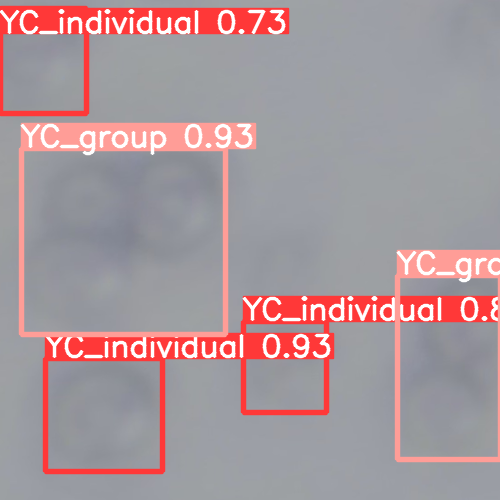 YC_individual 0.73
YC_group 0.93
YC_gro
YC_individual 0.8
YC_individual 0.93